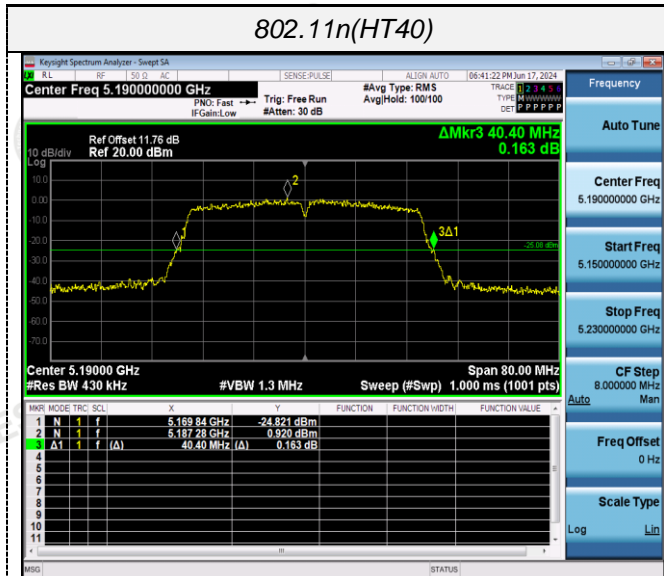 802.11n(HT40)
Keysight Spectrum Analyzer - Swept SA
RL RF 50 Ω AC SENSE:PULSE ALIGN AUTO 06:41:22 PM Jun 17, 2024
Center Freq 5.190000000 GHz #Avg Type: RMS TRACE 1 2 3 4 5 6
PNO: Fast Trig: Free Run Avg|Hold: 100/100 TYPE M W W W W W
IFGain:Low #Atten: 30 dB DET P P P P P P
ΔMkr3 40.40 MHz
0.163 dB
Ref Offset 11.76 dB
10 dB/div Ref 20.00 dBm
Log
10.0
0.00
-10.0
-20.0
-30.0
-40.0
-50.0
-60.0
-70.0
1
2
3Δ1
-25.00 dBm
Center 5.19000 GHz Span 80.00 MHz
#Res BW 430 kHz #VBW 1.3 MHz Sweep (#Swp) 1.000 ms (1001 pts)
MKR MODE TRC SCL X Y FUNCTION FUNCTION WIDTH FUNCTION VALUE
1 N 1 f 5.169 84 GHz -24.821 dBm
2 N 1 f 5.187 28 GHz 0.920 dBm
3 Δ1 1 f (Δ) 40.40 MHz (Δ) 0.163 dB
4
5
6
7
8
9
10
11
MSG STATUS
Frequency
Auto Tune
Center Freq
5.190000000 GHz
Start Freq
5.150000000 GHz
Stop Freq
5.230000000 GHz
CF Step
8.000000 MHz
Auto Man
Freq Offset
0 Hz
Scale Type
Log Lin